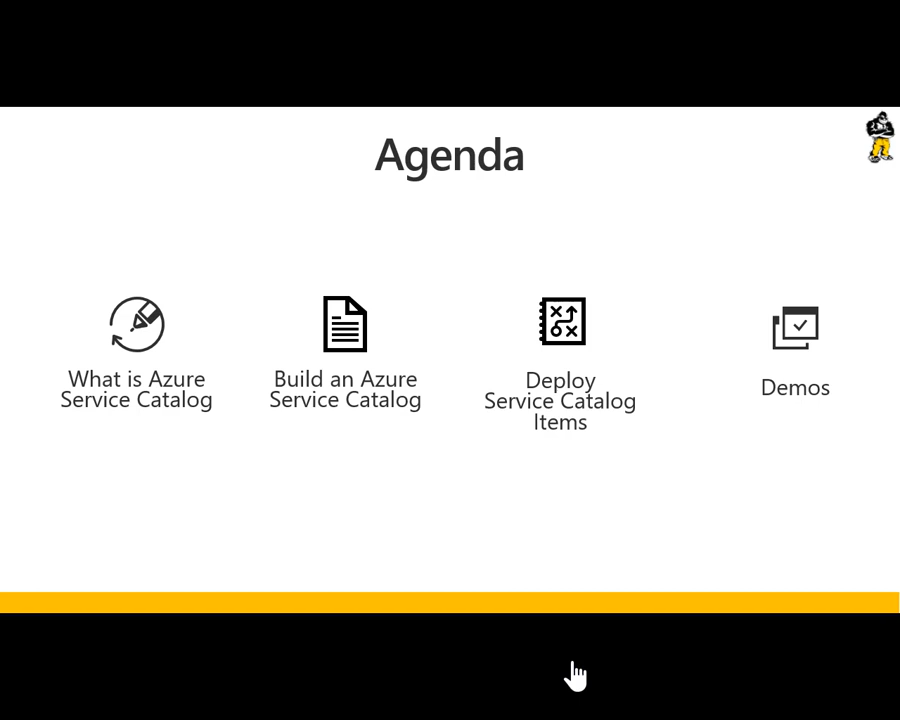 Agenda
What is Azure
Service Catalog
Build an Azure
Service Catalog
Deploy
Service Catalog
Items
Demos